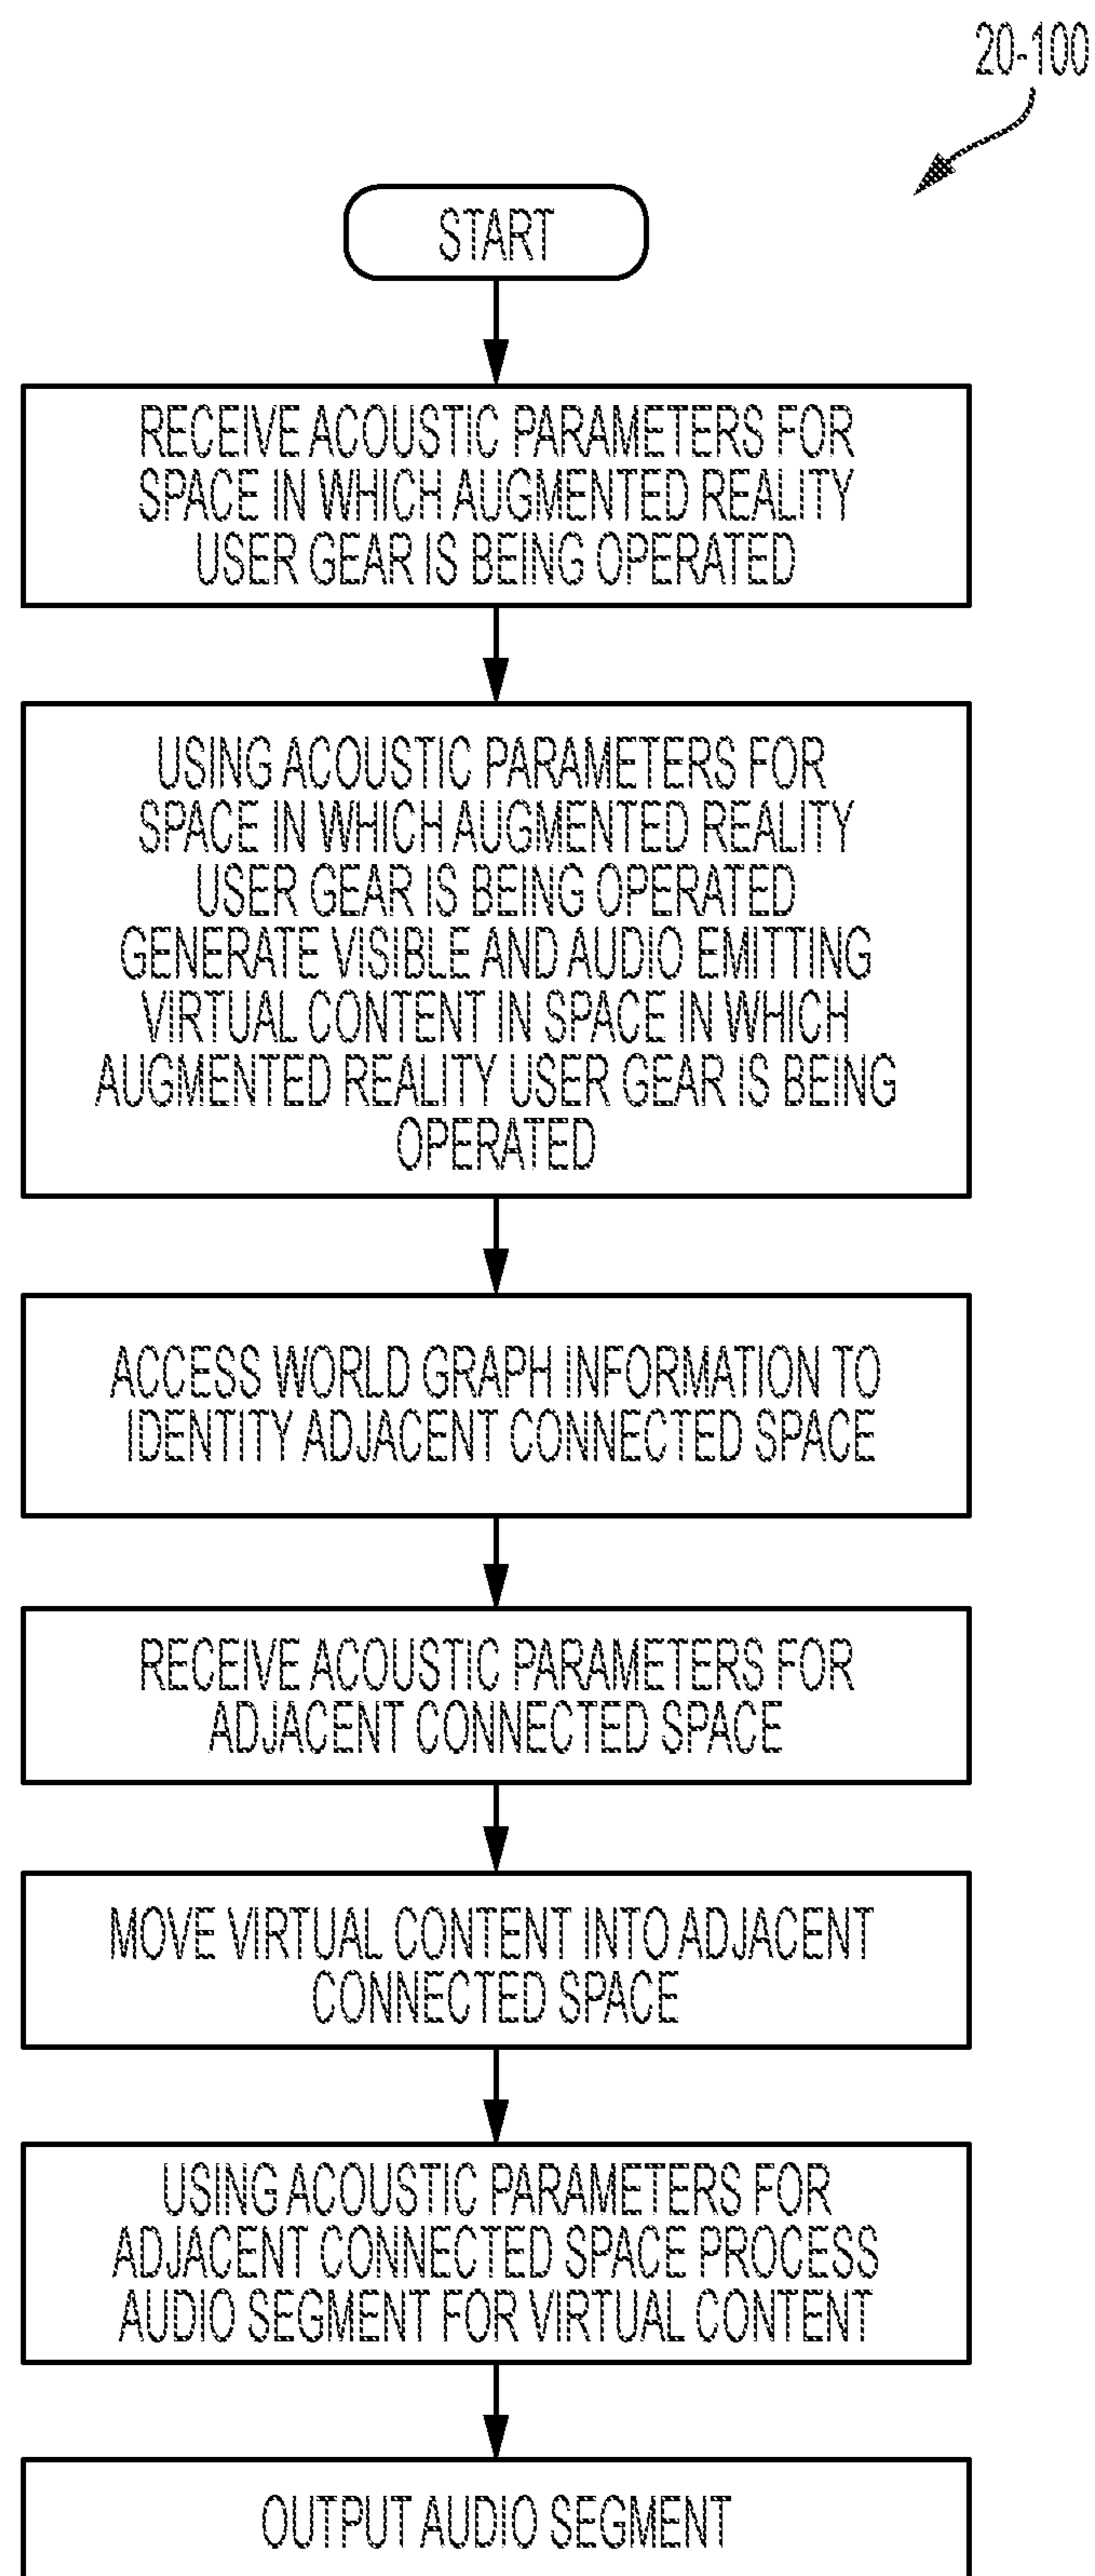 20-100
START
RECEIVE ACOUSTIC PARAMETERS FOR
SPACE IN WHICH AUGMENTED REALITY
USER GEAR IS BEING OPERATED
USING ACOUSTIC PARAMETERS FOR
SPACE IN WHICH AUGMENTED REALITY
USER GEAR IS BEING OPERATED
GENERATE VISIBLE AND AUDIO EMITTING
VIRTUAL CONTENT IN SPACE IN WHICH
AUGMENTED REALITY USER GEAR IS BEING
OPERATED
ACCESS WORLD GRAPH INFORMATION TO
IDENTITY ADJACENT CONNECTED SPACE
RECEIVE ACOUSTIC PARAMETERS FOR
ADJACENT CONNECTED SPACE
MOVE VIRTUAL CONTENT INTO ADJACENT
CONNECTED SPACE
USING ACOUSTIC PARAMETERS FOR
ADJACENT CONNECTED SPACE PROCESS
AUDIO SEGMENT FOR VIRTUAL CONTENT
OUTPUT AUDIO SEGMENT